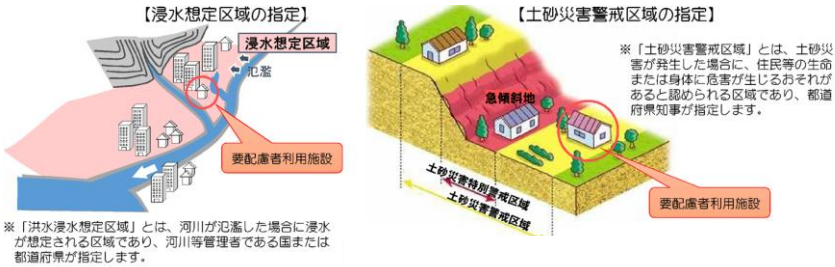 【浸水想定区域の指定】
浸水想定区域
氾濫
要配慮者利用施設
※「洪水浸水想定区域」とは、河川が氾濫した場合に浸水
が想定される区域であり、河川等管理者である国または
都道府県が指定します。
【土砂災害警戒区域の指定】
※「土砂災害警戒区域」とは、土砂災
害が発生した場合に、住民等の生命
または身体に危害が生じるおそれが
あると認められる区域であり、都道
府県知事が指定します。
急傾斜地
土砂災害特別警戒区域
土砂災害警戒区域
要配慮者利用施設